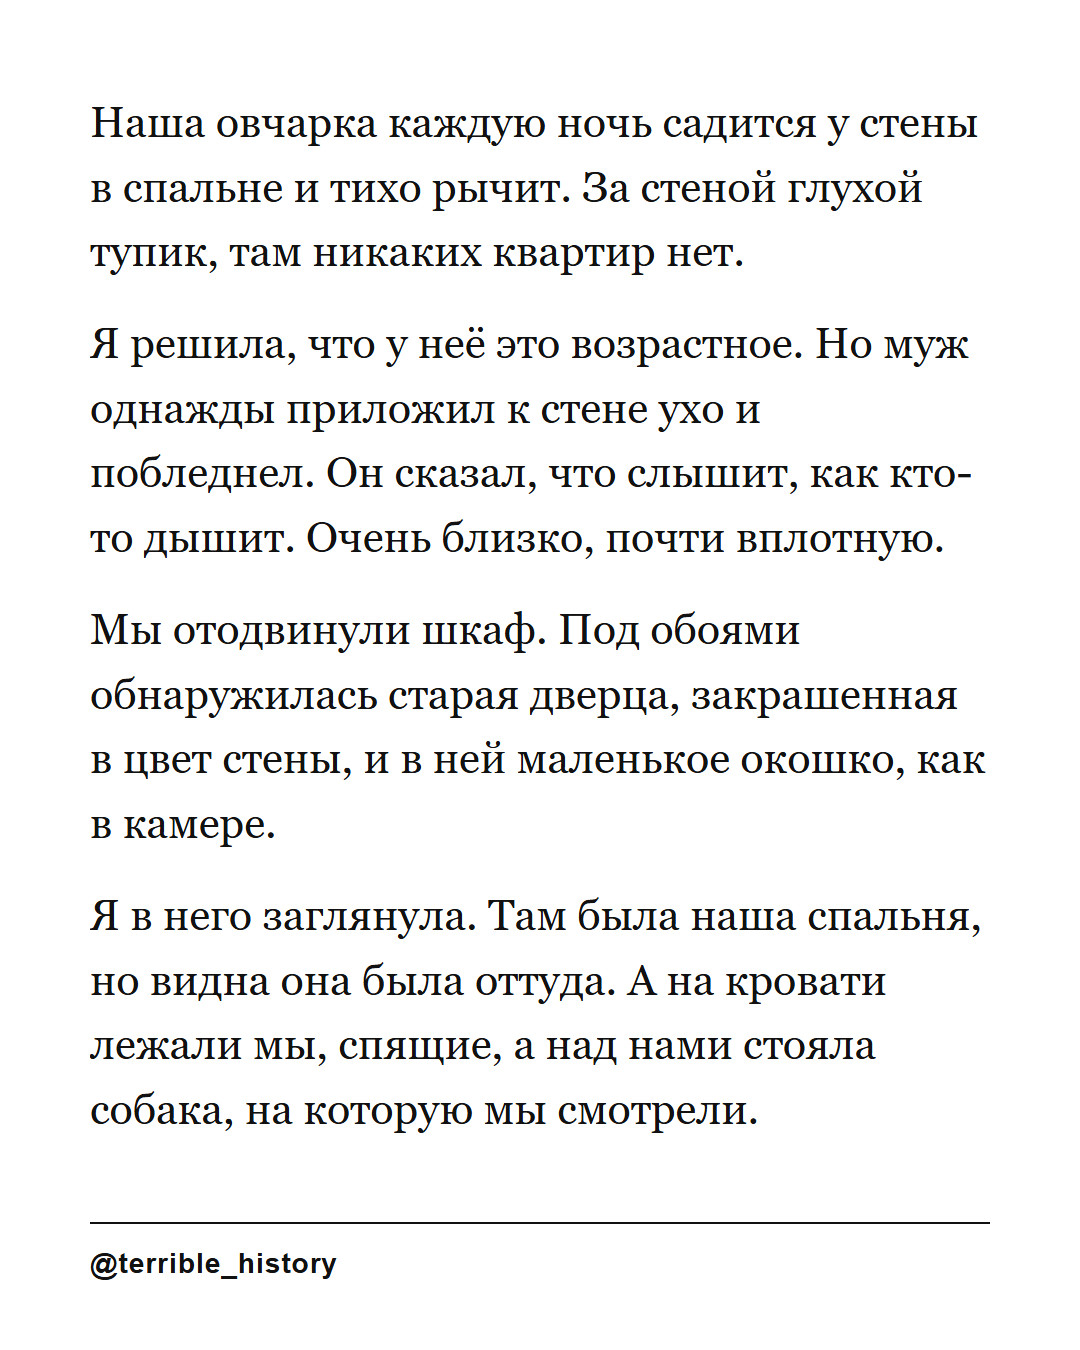 Наша овчарка каждую ночь садится у стены
в спальне и тихо рычит. За стеной глухой
тупик, там никаких квартир нет.
Я решила, что у неё это возрастное. Но муж
однажды приложил к стене ухо и
побледнел. Он сказал, что слышит, как кто-
то дышит. Очень близко, почти вплотную.
Мы отодвинули шкаф. Под обоями
обнаружилась старая дверца, закрашенная
в цвет стены, и в ней маленькое окошко, как
в камере.
Я в него заглянула. Там была наша спальня,
но видна она была оттуда. А на кровати
лежали мы, спящие, а над нами стояла
собака, на которую мы смотрели.
@terrible_history